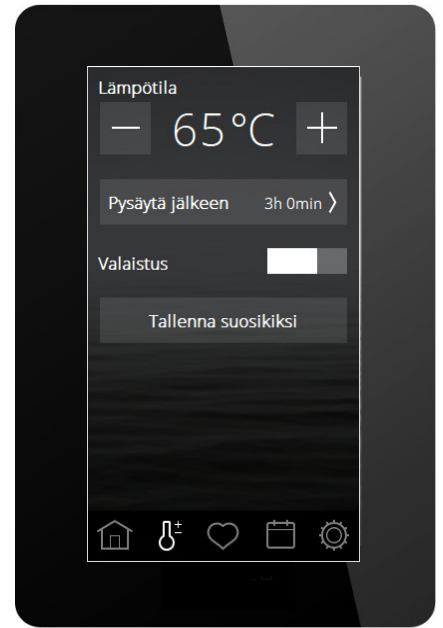 Lämpötila
65°C
Pysäytä jälkeen 3h 0min
Valaistus
Tallenna suosikiksi